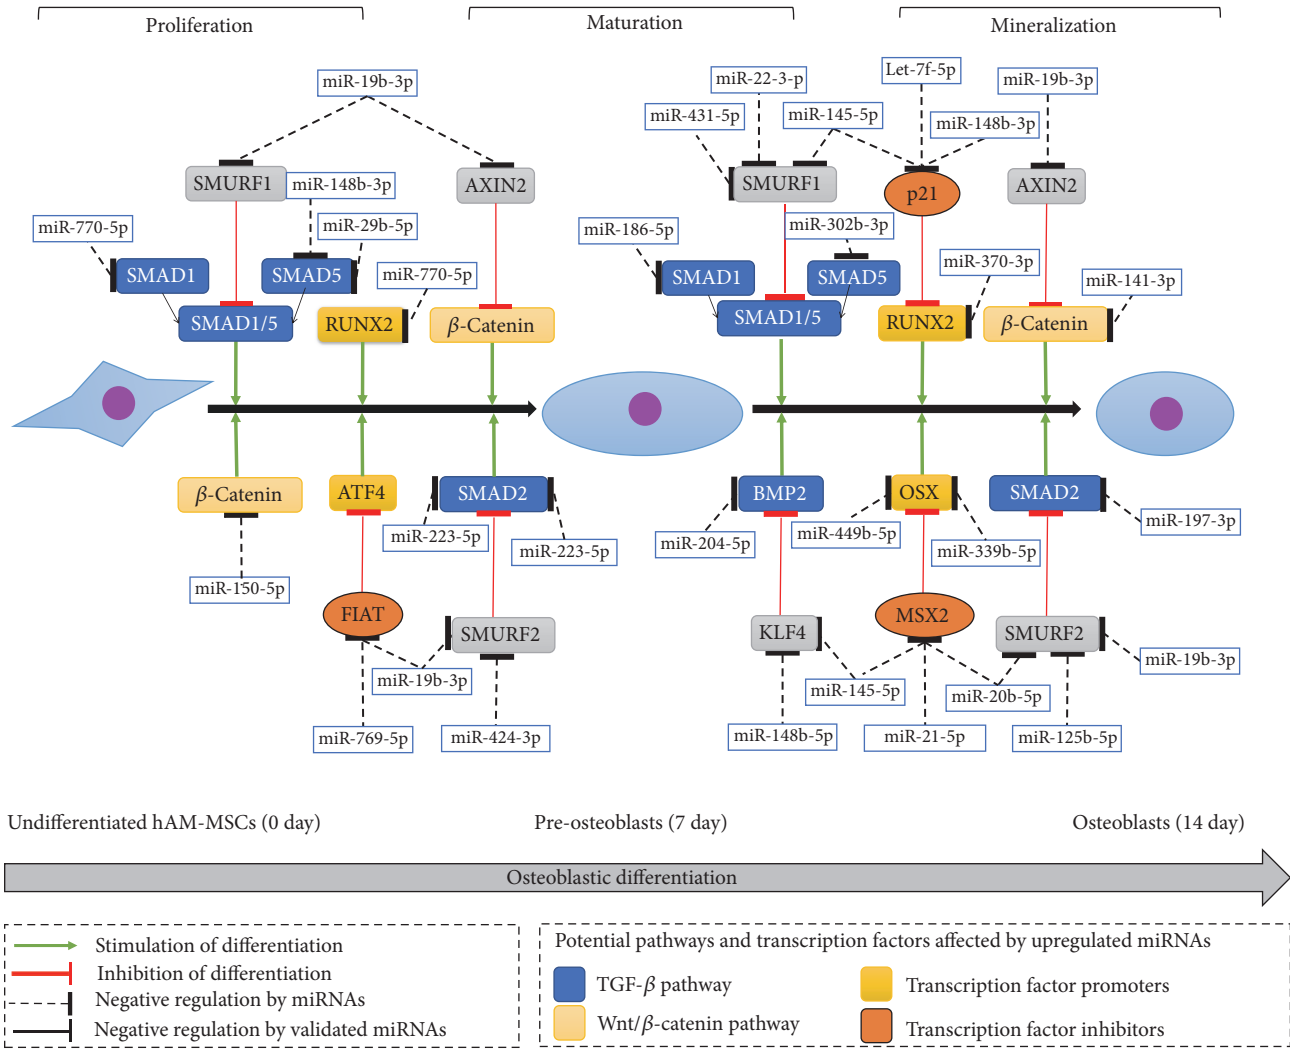 Proliferation
Maturation
Mineralization
miR-19b-3p
miR-22-3-p
Let-7f-5p
miR-19b-3p
miR-431-5p
miR-145-5p
miR-148b-3p
SMURF1
miR-148b-3p
AXIN2
SMURF1
p21
AXIN2
miR-770-5p
miR-29b-5p
miR-186-5p
miR-302b-3p
SMAD1
SMAD5
miR-770-5p
SMAD1
SMAD5
miR-370-3p
miR-141-3p
SMAD1/5
RUNX2
β-Catenin
SMAD1/5
RUNX2
β-Catenin
β-Catenin
ATF4
SMAD2
BMP2
OSX
SMAD2
miR-223-5p
miR-223-5p
miR-204-5p
miR-449b-5p
miR-339b-5p
miR-197-3p
miR-150-5p
FIAT
SMURF2
KLF4
MSX2
SMURF2
miR-19b-3p
miR-145-5p
miR-20b-5p
miR-19b-3p
miR-769-5p
miR-424-3p
miR-148b-5p
miR-21-5p
miR-125b-5p
Undifferentiated hAM-MSCs (0 day)
Pre-osteoblasts (7 day)
Osteoblasts (14 day)
Osteoblastic differentiation
Stimulation of differentiation
Inhibition of differentiation
Negative regulation by miRNAs
Negative regulation by validated miRNAs
Potential pathways and transcription factors affected by upregulated miRNAs
TGF-β pathway
Transcription factor promoters
Wnt/β-catenin pathway
Transcription factor inhibitors